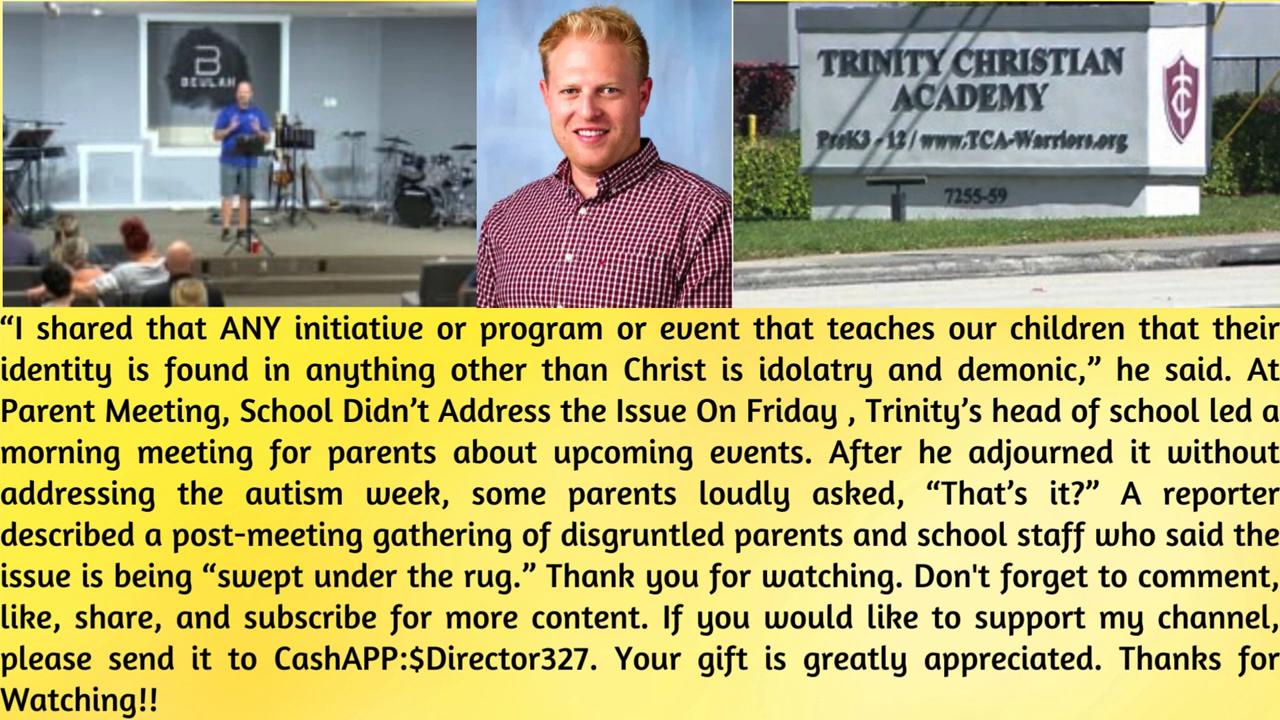 B
BEULAH
TRINITY CHRISTIAN
ACADEMY
PreK3 - 12 / www.TCA-Warriors.org
7255-59
“I shared that ANY initiative or program or event that teaches our children that their
identity is found in anything other than Christ is idolatry and demonic,” he said. At
Parent Meeting, School Didn’t Address the Issue On Friday , Trinity’s head of school led a
morning meeting for parents about upcoming events. After he adjourned it without
addressing the autism week, some parents loudly asked, “That’s it?” A reporter
described a post-meeting gathering of disgruntled parents and school staff who said the
issue is being “swept under the rug.” Thank you for watching. Don't forget to comment,
like, share, and subscribe for more content. If you would like to support my channel,
please send it to CashAPP:$Director327. Your gift is greatly appreciated. Thanks for
Watching!!